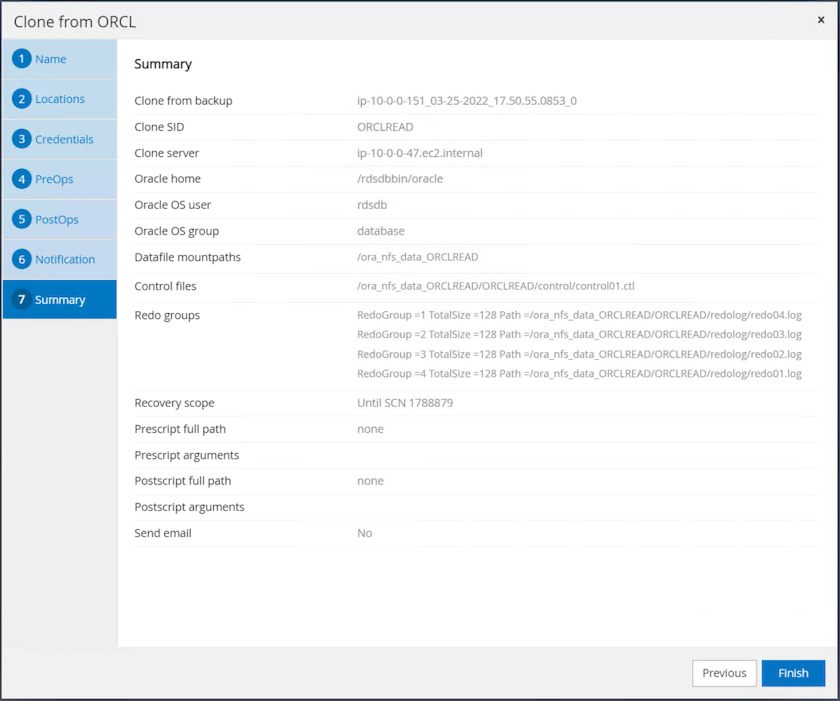 Clone from ORCL
×
1 Name
2 Locations
3 Credentials
4 PreOps
5 PostOps
6 Notification
7 Summary
Summary
Clone from backup ip-10-0-0-151_03-25-2022_17.50.55.0853_0
Clone SID ORCLREAD
Clone server ip-10-0-0-47.ec2.internal
Oracle home /rdsdbbin/oracle
Oracle OS user rdsdb
Oracle OS group database
Datafile mountpaths /ora_nfs_data_ORCLREAD
Control files /ora_nfs_data_ORCLREAD/ORCLREAD/control/control01.ctl
Redo groups RedoGroup =1 TotalSize =128 Path =/ora_nfs_data_ORCLREAD/ORCLREAD/redolog/redo04.log
RedoGroup =2 TotalSize =128 Path =/ora_nfs_data_ORCLREAD/ORCLREAD/redolog/redo03.log
RedoGroup =3 TotalSize =128 Path =/ora_nfs_data_ORCLREAD/ORCLREAD/redolog/redo02.log
RedoGroup =4 TotalSize =128 Path =/ora_nfs_data_ORCLREAD/ORCLREAD/redolog/redo01.log
Recovery scope Until SCN 1788879
Prescript full path none
Prescript arguments
Postscript full path none
Postscript arguments
Send email No
Previous
Finish